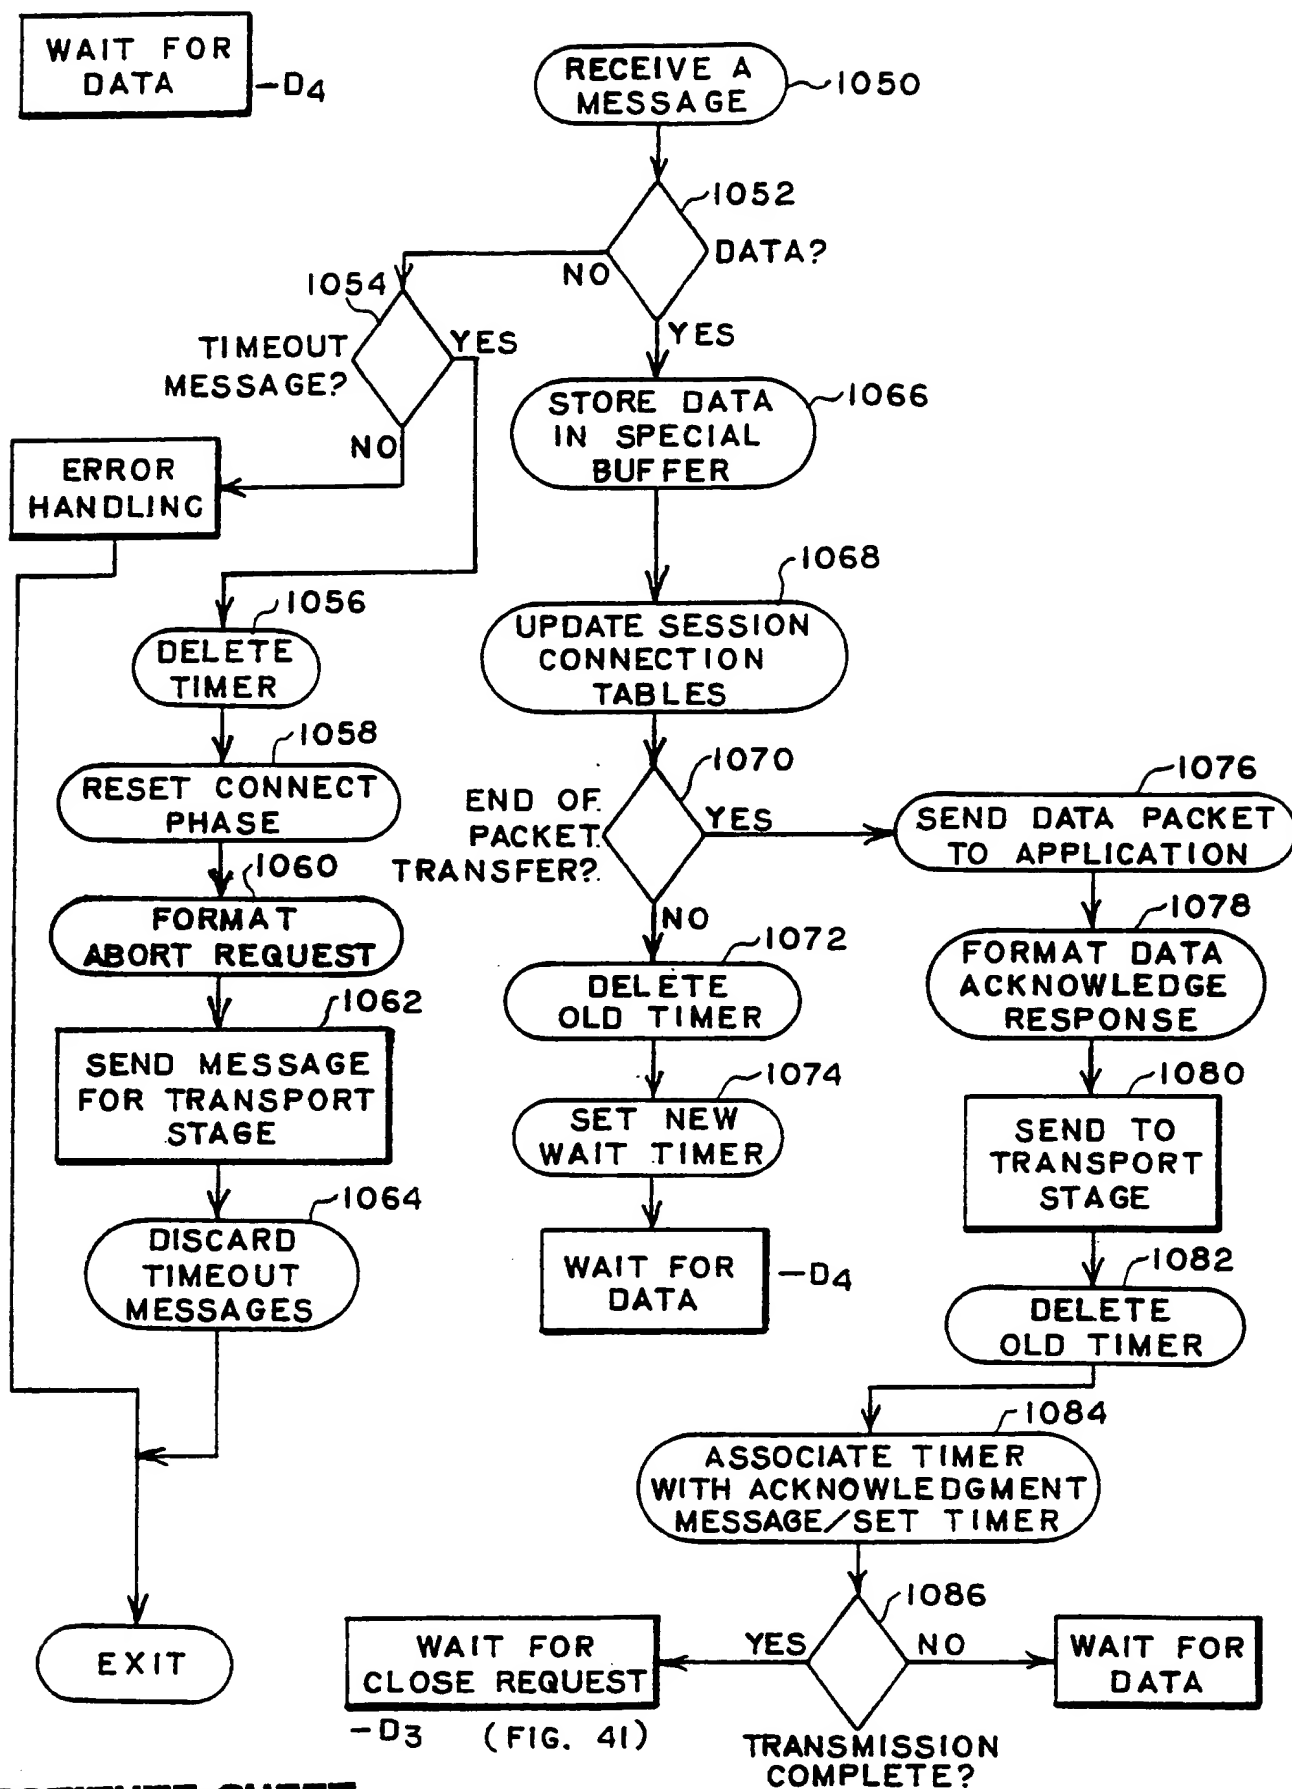 WAIT FOR
DATA
-D4
RECEIVE A
MESSAGE
1050
1052
DATA?
NO
YES
1054
TIMEOUT
MESSAGE?
YES
NO
ERROR
HANDLING
STORE DATA
IN SPECIAL
BUFFER
1066
1056
DELETE
TIMER
1068
UPDATE SESSION
CONNECTION
TABLES
1058
RESET CONNECT
PHASE
1070
END OF.
PACKET.
TRANSFER?.
YES
NO
1076
SEND DATA PACKET
TO APPLICATION
1060
FORMAT
ABORT REQUEST
1072
DELETE
OLD TIMER
1078
FORMAT DATA
ACKNOWLEDGE
RESPONSE
1062
SEND MESSAGE
FOR TRANSPORT
STAGE
1074
SET NEW
WAIT TIMER
1080
SEND TO
TRANSPORT
STAGE
1064
DISCARD
TIMEOUT
MESSAGES
WAIT FOR
DATA
-D4
1082
DELETE
OLD TIMER
1084
ASSOCIATE TIMER
WITH ACKNOWLEDGMENT
MESSAGE/SET TIMER
1086
YES
NO
TRANSMISSION
COMPLETE?
WAIT FOR
CLOSE REQUEST
-D3 (FIG. 41)
WAIT FOR
DATA
EXIT